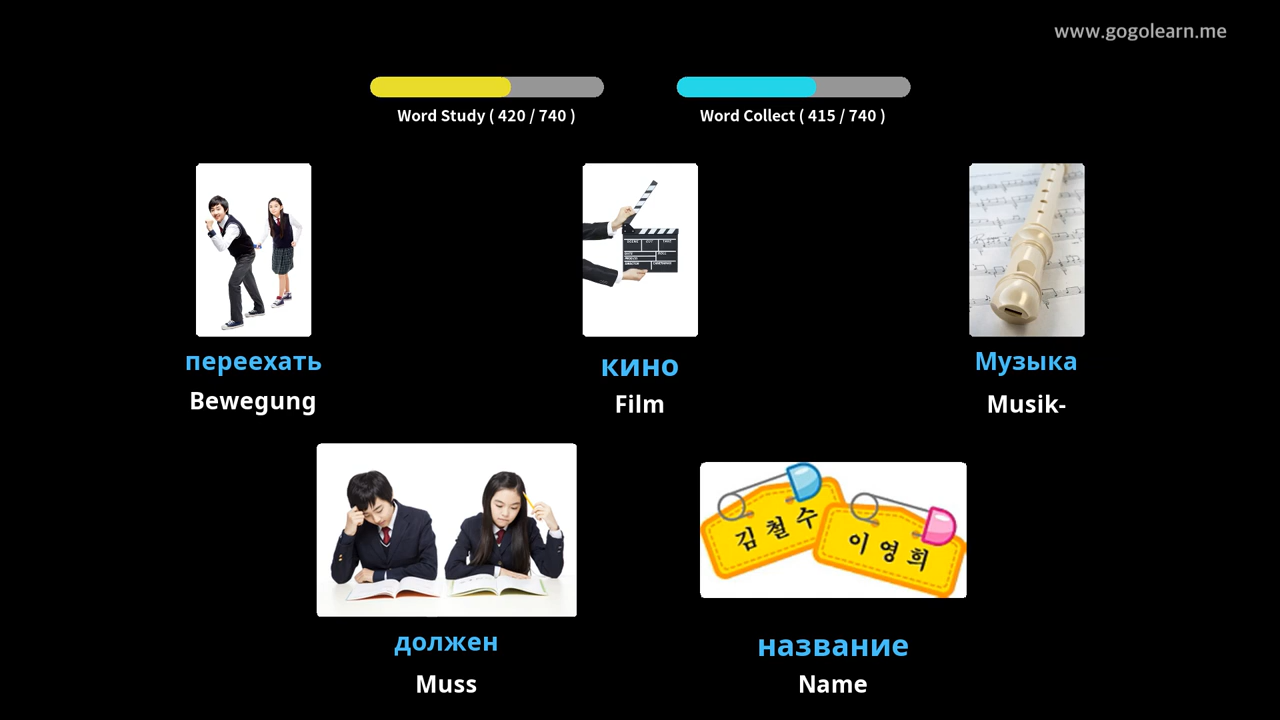 www.gogolearn.me
Word Study ( 420 / 740 )
Word Collect ( 415 / 740 )
переехать
Bewegung
кино
Film
Музыка
Musik-
김철수
이영희
должен
Muss
название
Name